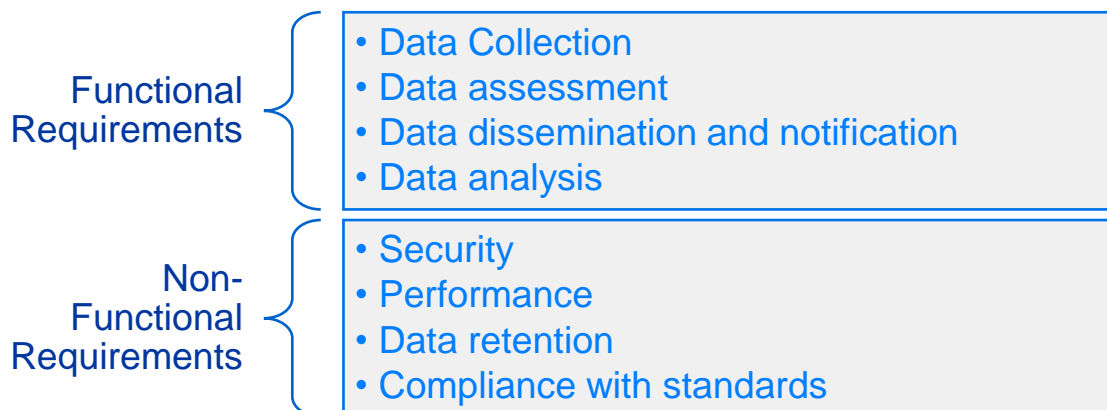 Functional
Requirements
• Data Collection
• Data assessment
• Data dissemination and notification
• Data analysis
Non-
Functional
Requirements
• Security
• Performance
• Data retention
• Compliance with standards